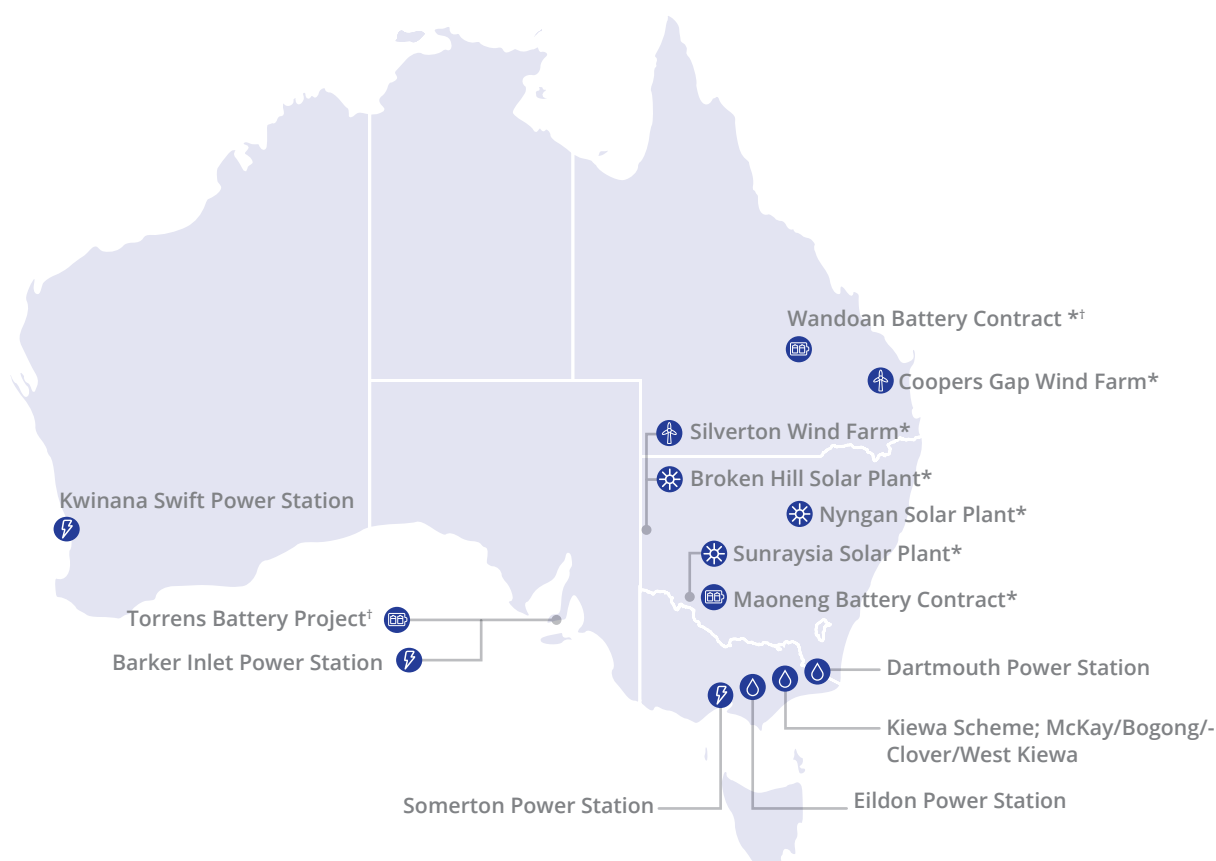 Wandoan Battery Contract *†
Coopers Gap Wind Farm*
Silverton Wind Farm*
Broken Hill Solar Plant*
Kwinana Swift Power Station
Nyngan Solar Plant*
Sunraysia Solar Plant*
Maoneng Battery Contract*
Torrens Battery Project†
Barker Inlet Power Station
Dartmouth Power Station
Kiewa Scheme; McKay/Bogong/-
Clover/West Kiewa
Eildon Power Station
Somerton Power Station